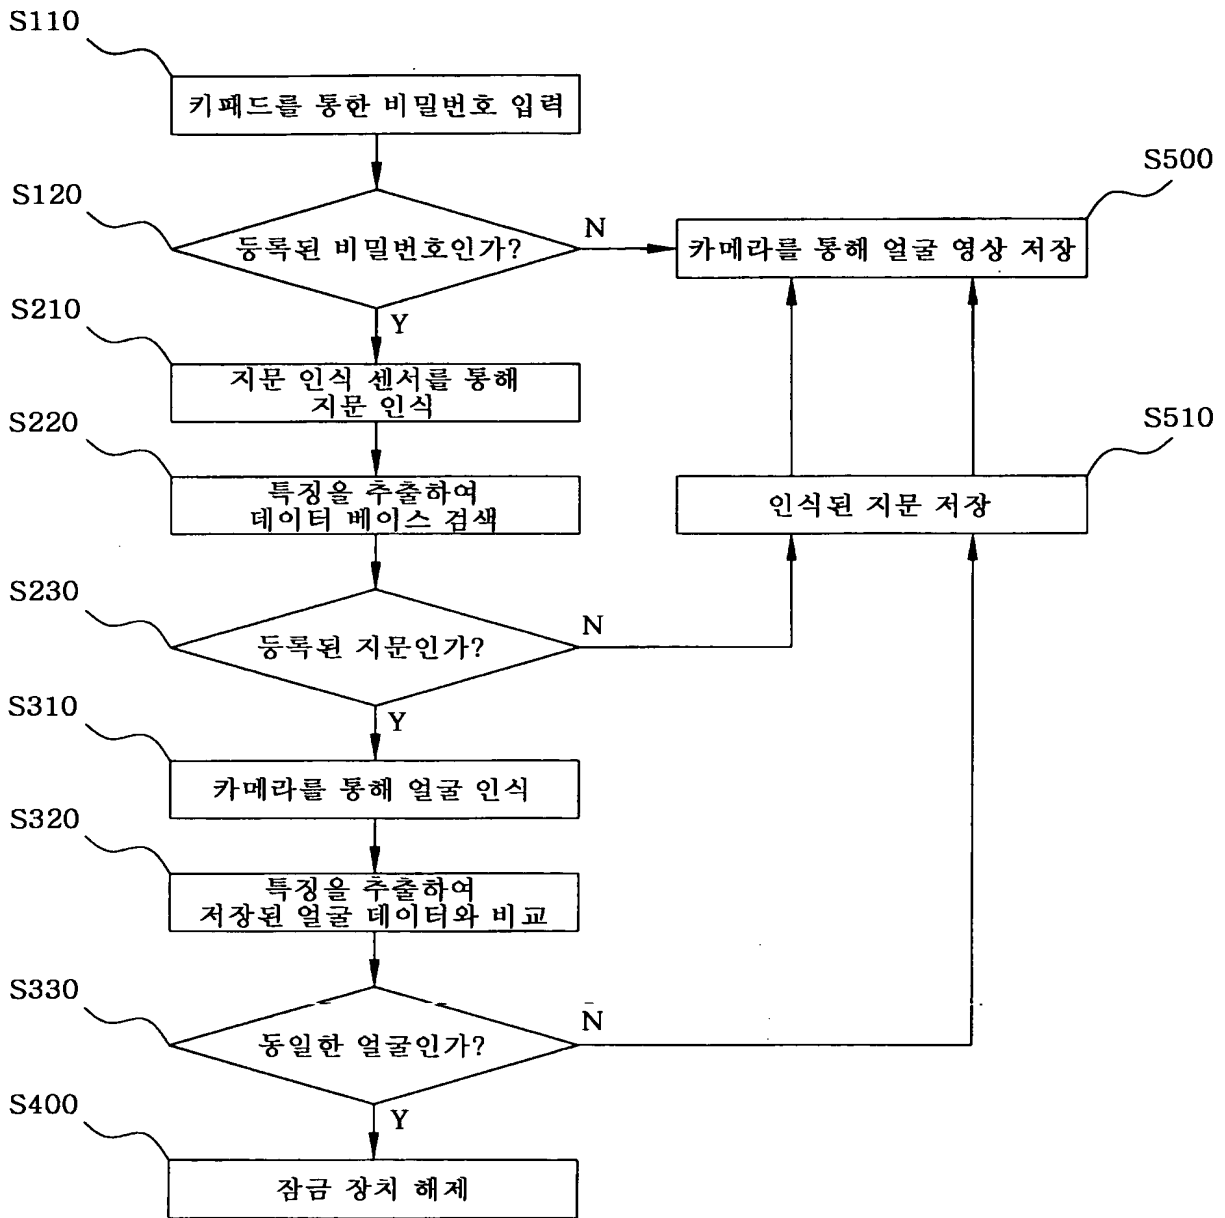 S110
키패드를 통한 비밀번호 입력
S120
등록된 비밀번호인가?
N
S500
카메라를 통해 얼굴 영상 저장
Y
S210
지문 인식 센서를 통해
지문 인식
S220
특징을 추출하여
데이터 베이스 검색
S510
인식된 지문 저장
S230
등록된 지문인가?
N
Y
S310
카메라를 통해 얼굴 인식
S320
특징을 추출하여
저장된 얼굴 데이터와 비교
S330
동일한 얼굴인가?
N
Y
S400
잠금 장치 해제